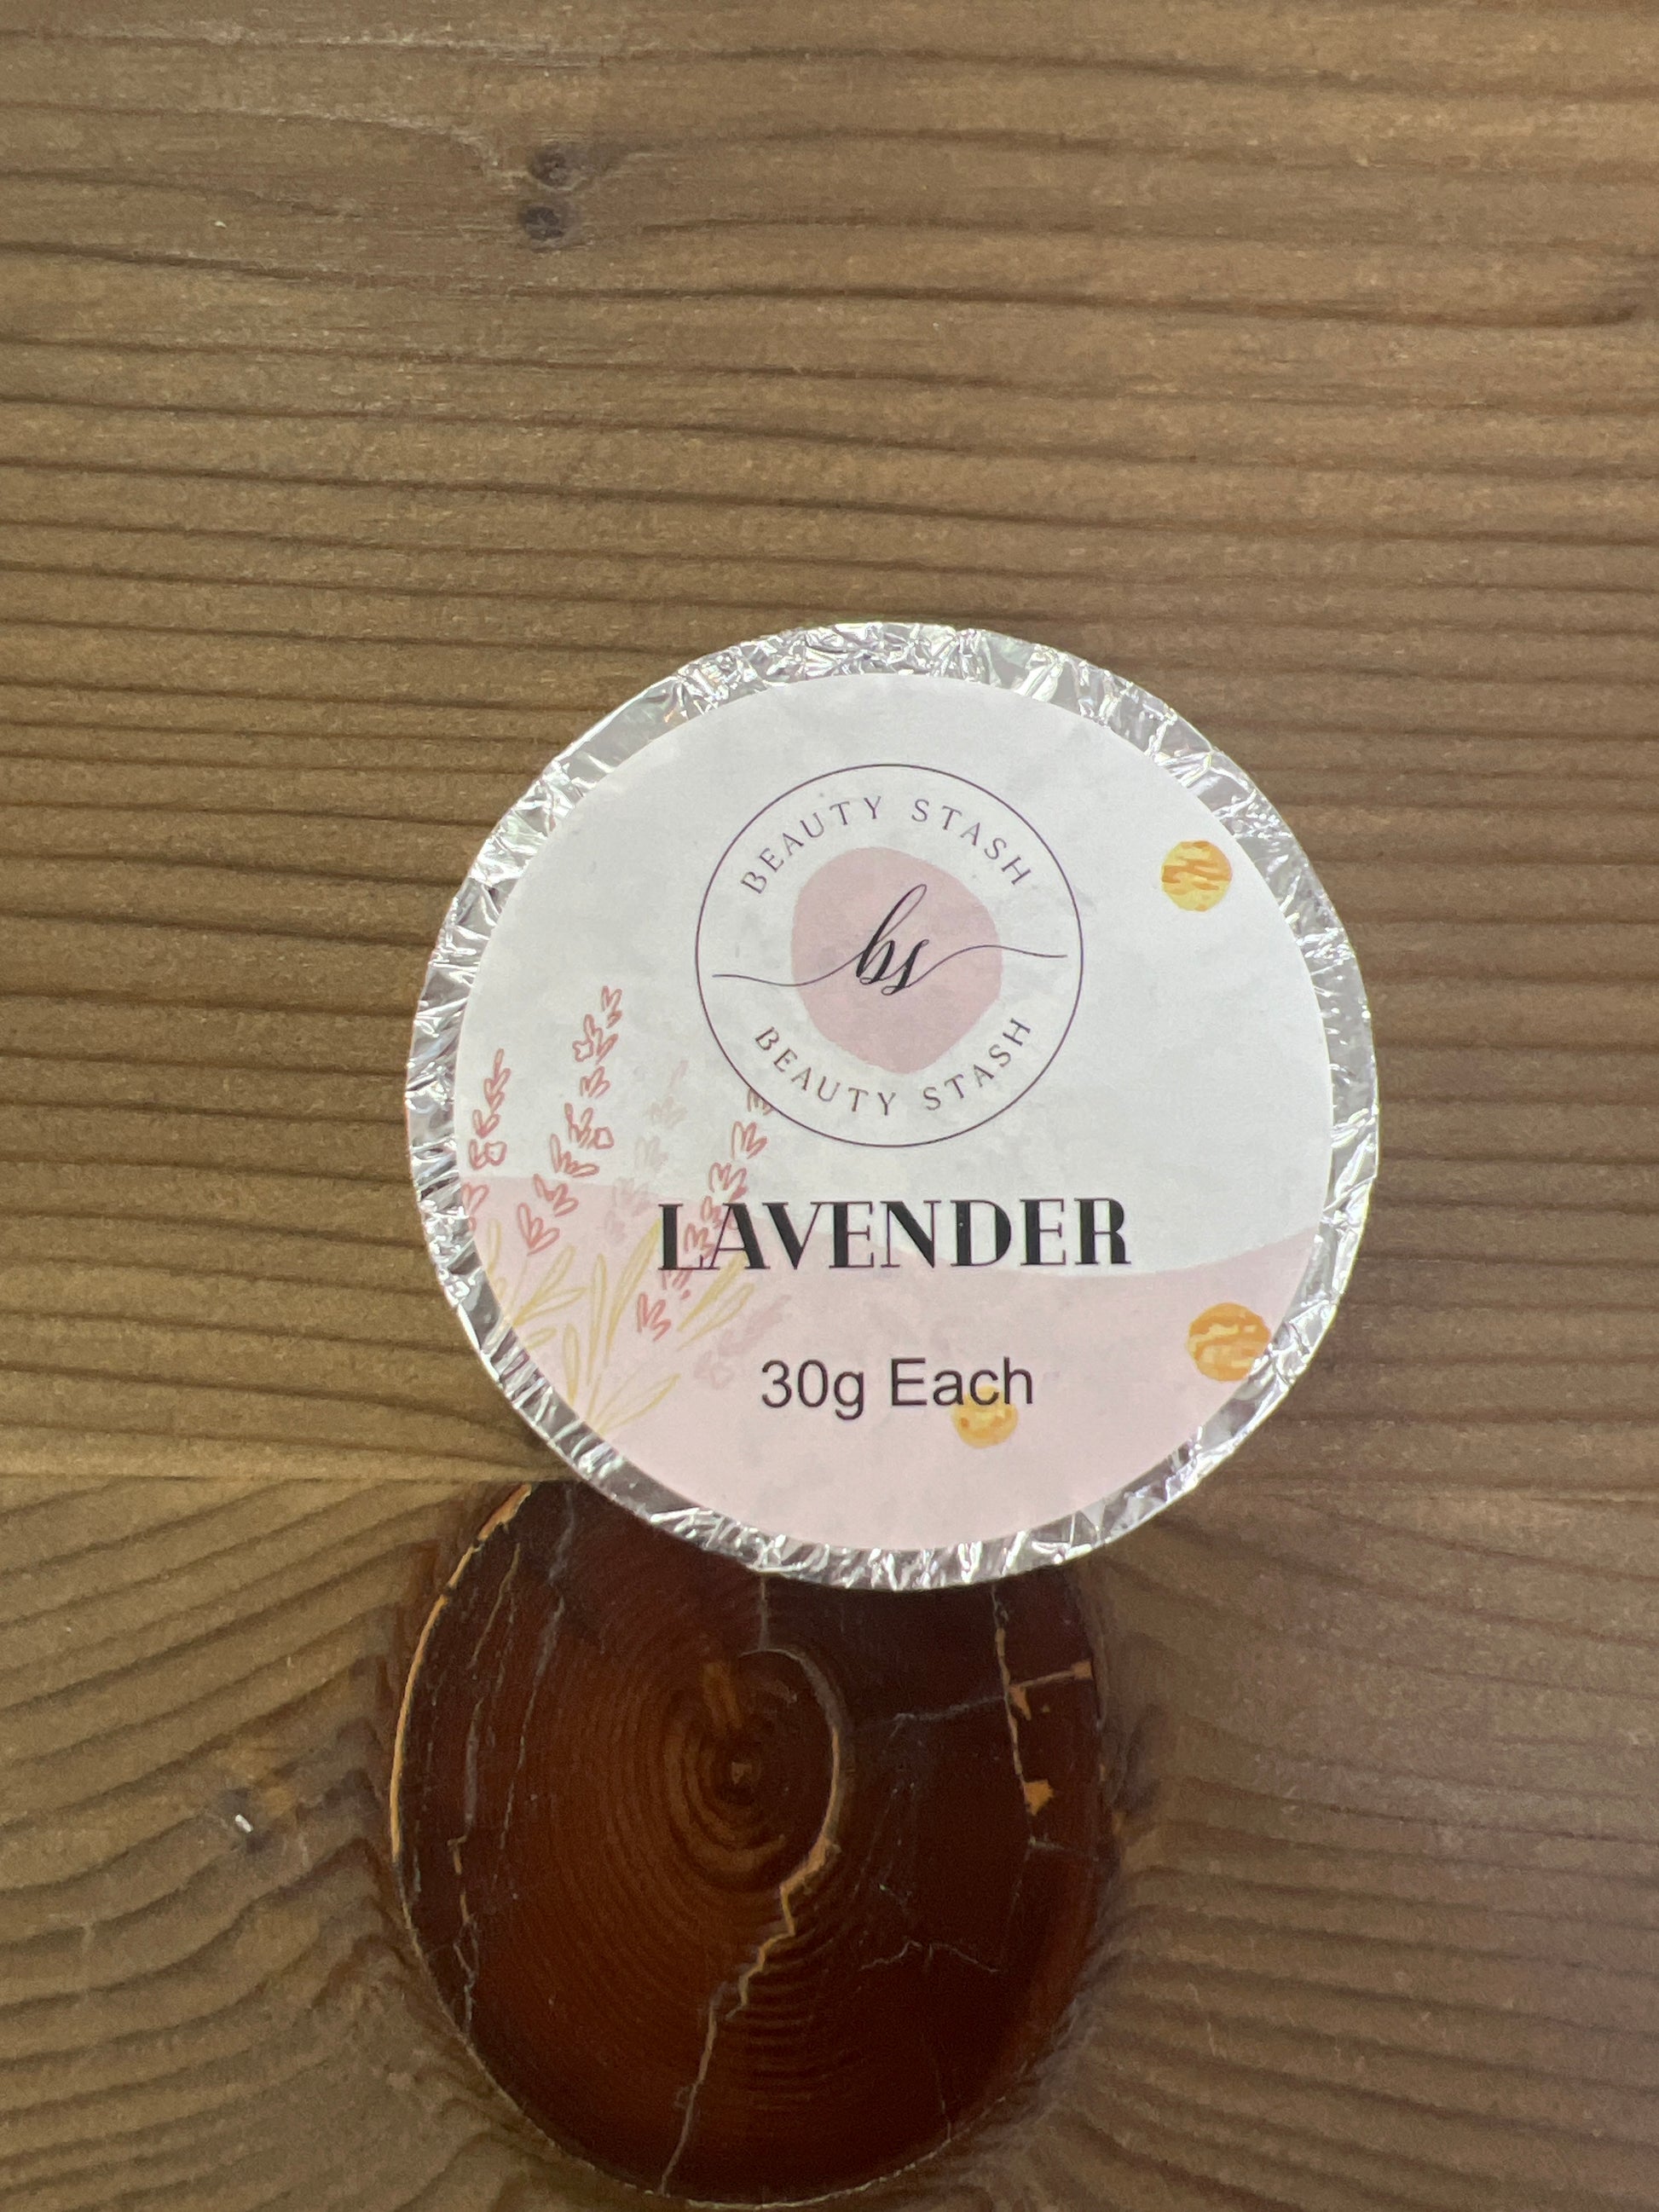 BEAUTY STASH
bs
BEAUTY STASH
LAVENDER
30g Each